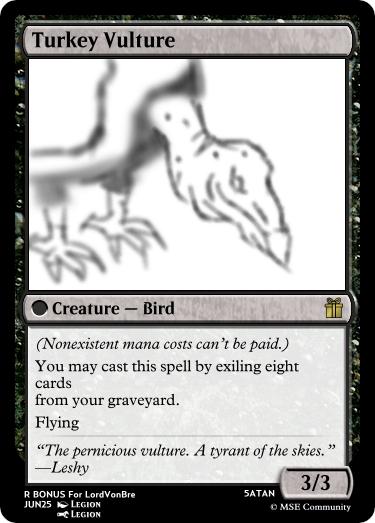 Turkey Vulture
Creature — Bird
(Nonexistent mana costs can't be paid.)
You may cast this spell by exiling eight
cards
from your graveyard.
Flying
"The pernicious vulture. A tyrant of the skies."
—Leshy
3/3
R BONUS For LordVonBre
5ATAN
JUN25 Legion
Legion
© MSE Community